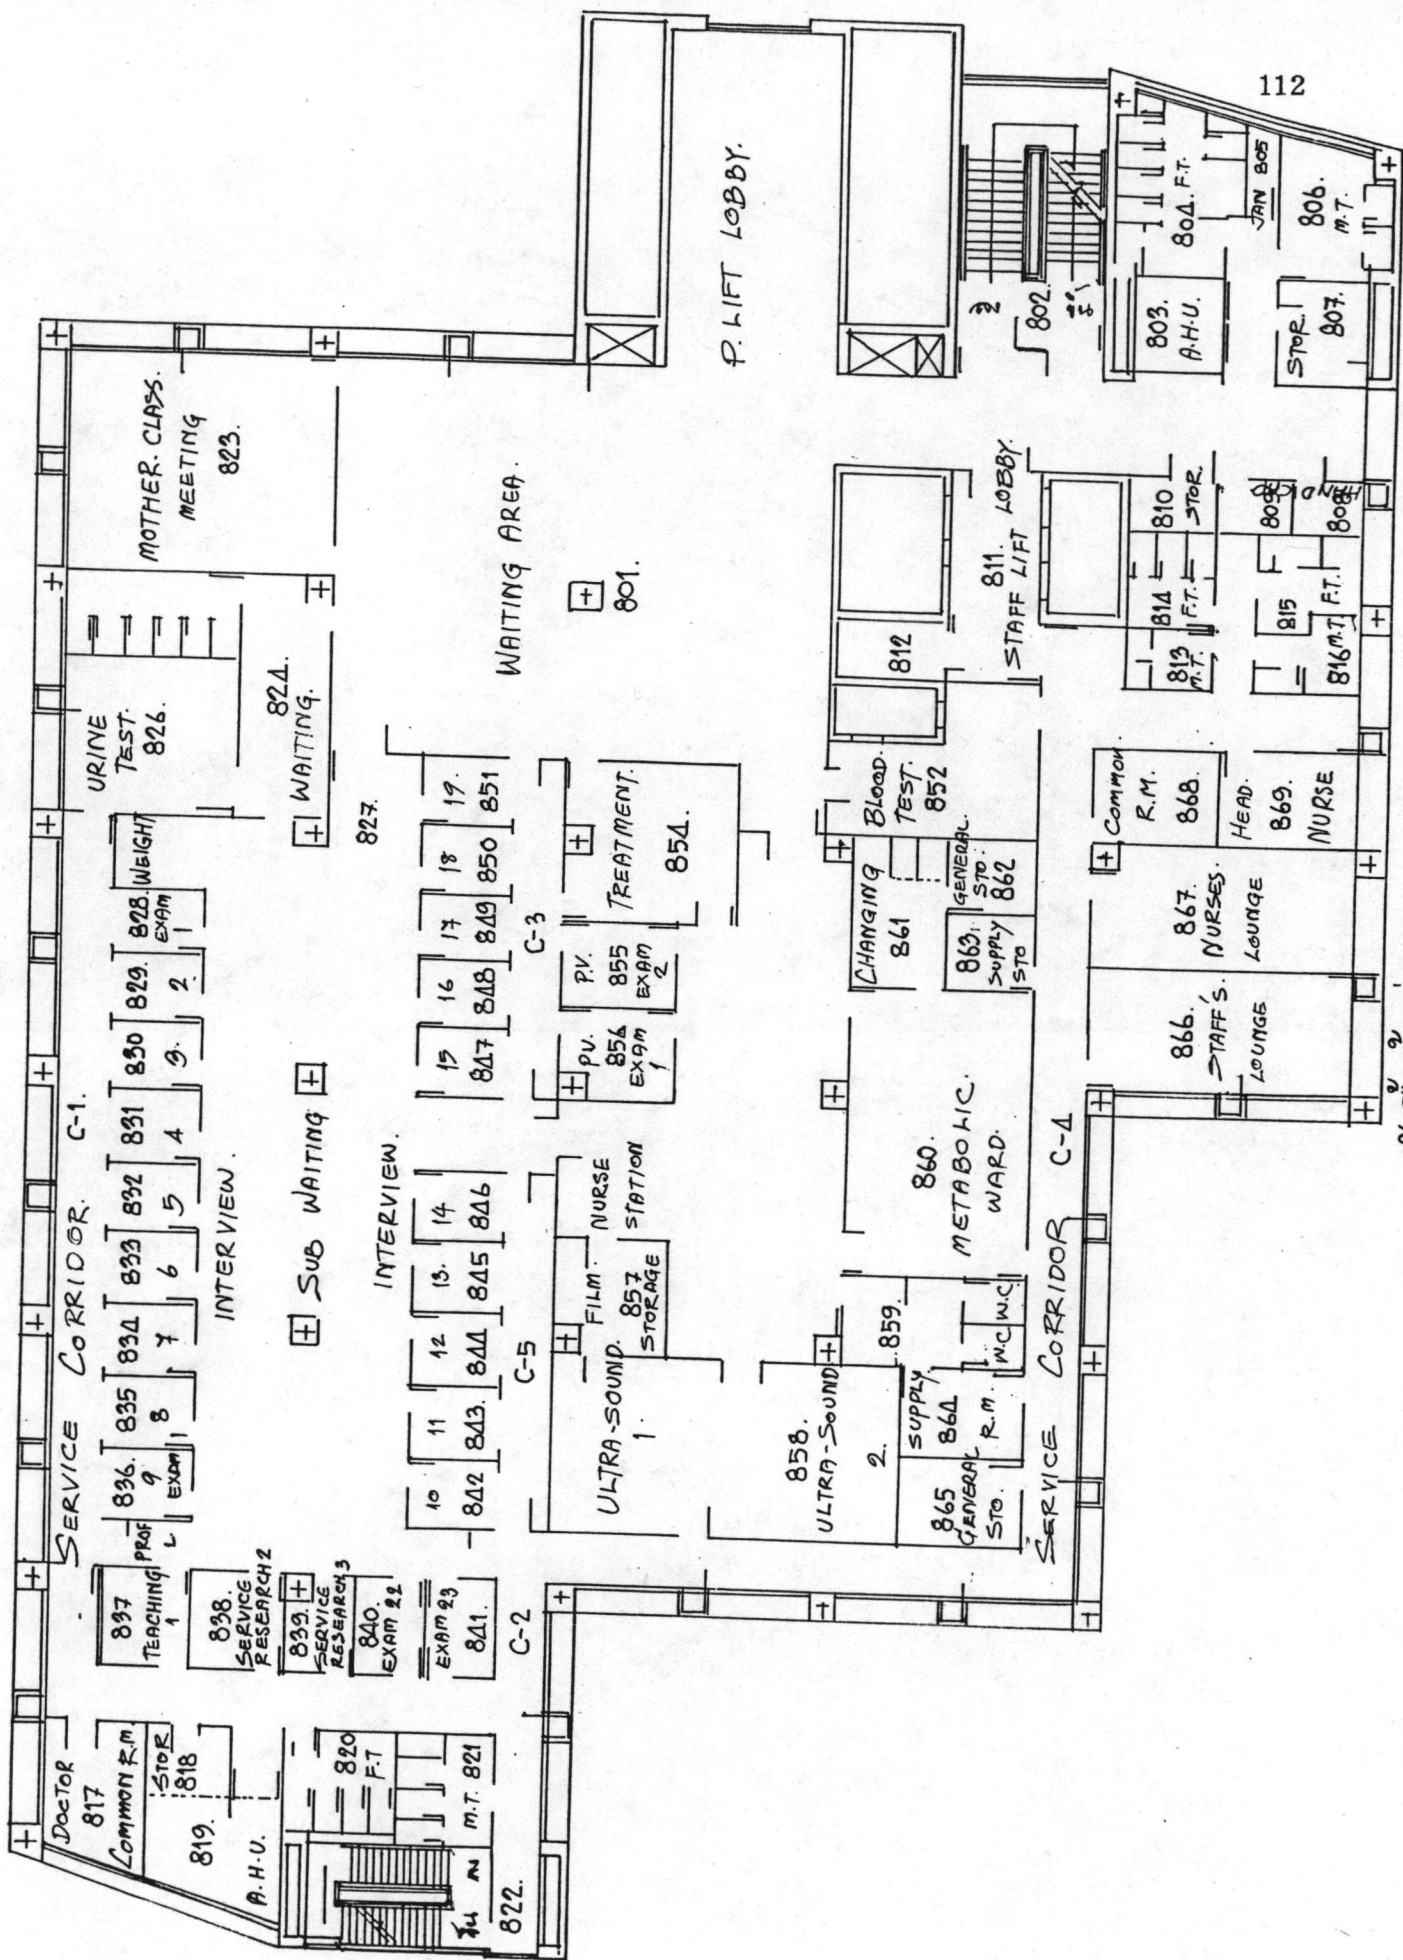 112
P. LIFT LOBBY.
802.
804. F.T.
JAN 805
806.
M.T.
803.
A.H.U.
STOR.
807.
MOTHER. CLASS.
MEETING
823.
WAITING AREA.
801.
811.
STAFF LIFT LOBBY.
812
810
STOR.
809
808
HANDICAP
814
F.T.
813
M.T.
815
F.T.
816 M.T.
URINE
TEST.
826.
824.
WAITING.
827.
WEIGHT
828.
EXAM
1
829.
2.
830
3.
831
4
832
5
833
6
834
7
835
8
836.
9
EXAM
PROF
INTERVIEW.
SERVICE CORRIDOR. C-1.
SUB WAITING
INTERVIEW.
19.
851
18
850
17
849
16
848
15
847
14
846
13.
845
12
844
11
843.
10
842
C-3
C-5
TREATMENT.
854.
P.V.
855
EXAM
2
PV.
856
EXAM
1
NURSE
STATION
FILM.
857
STORAGE
ULTRA-SOUND.
1.
858.
ULTRA-SOUND
2.
859.
W.C.
W.C.
SUPPLY
864
R.M.
865
GENERAL
STO.
860.
METABOLIC.
WARD.
BLOOD.
TEST.
852
CHANGING
861
GENERAL.
STO.
862
863.
SUPPLY
STO
COMMON
R.M.
868.
HEAD.
869.
NURSE
867.
NURSES
LOUNGE
866.
STAFF'S.
LOUNGE
SERVICE CORRIDOR C-4
837
TEACHING
1
838.
SERVICE
RESEARCH 2
839.
SERVICE
RESEARCH 3
840.
EXAM 22
EXAM 23
841.
C-2
DOCTOR
817
COMMON R.M.
STOR
818
819.
A.H.U.
820
F.T
M.T. 821
822.